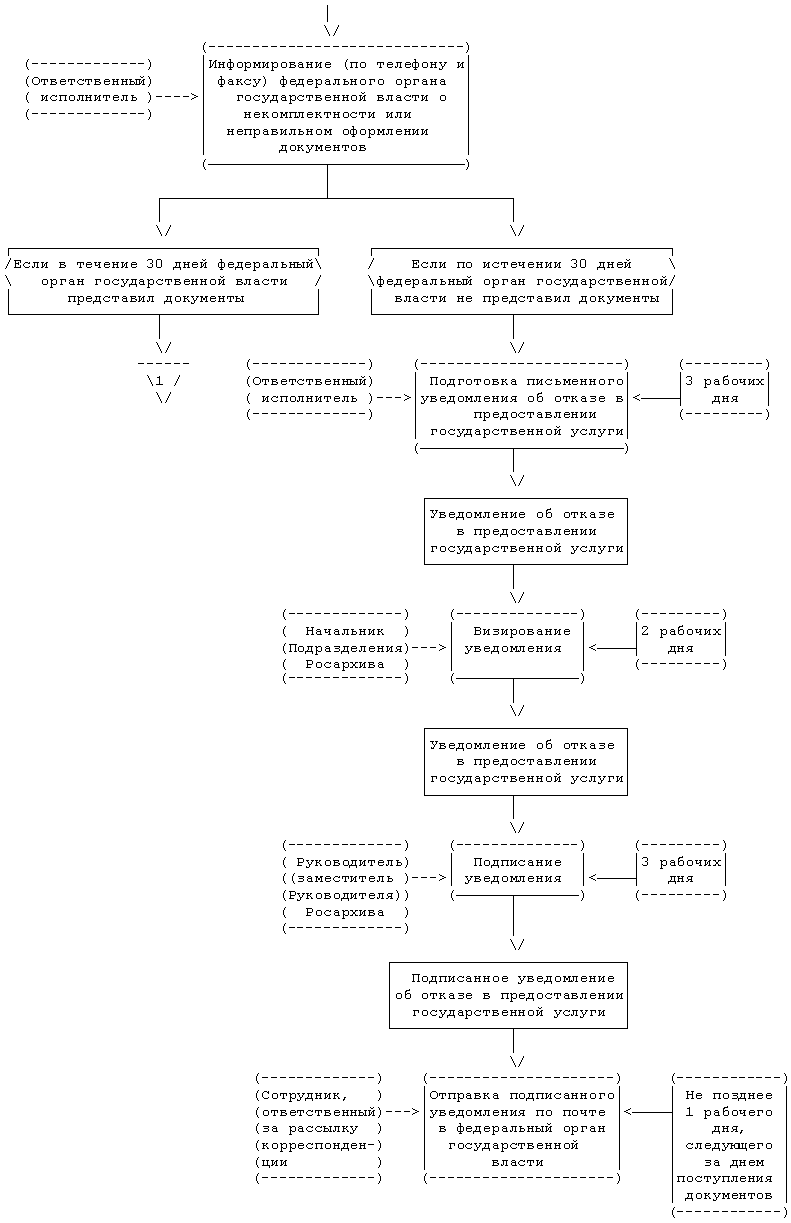 Информирование (по телефону и
факсу) федерального органа
государственной власти о
некомплектности или
неправильном оформлении
документов
Ответственный
исполнитель
Если в течение 30 дней федеральный
орган государственной власти
представил документы
Если по истечении 30 дней
федеральный орган государственной
власти не представил документы
1
Ответственный
исполнитель
Подготовка письменного
уведомления об отказе в
предоставлении
государственной услуги
3 рабочих
дня
Уведомление об отказе
в предоставлении
государственной услуги
Начальник
Подразделения
Росархива
Визирование
уведомления
2 рабочих
дня
Уведомление об отказе
в предоставлении
государственной услуги
Руководитель
(заместитель
Руководителя)
Росархива
Подписание
уведомления
3 рабочих
дня
Подписанное уведомление
об отказе в предоставлении
государственной услуги
Сотрудник,
ответственный
за рассылку
корреспонден-
ции
Отправка подписанного
уведомления по почте
в федеральный орган
государственной
власти
Не позднее
1 рабочего
дня,
следующего
за днем
поступления
документов